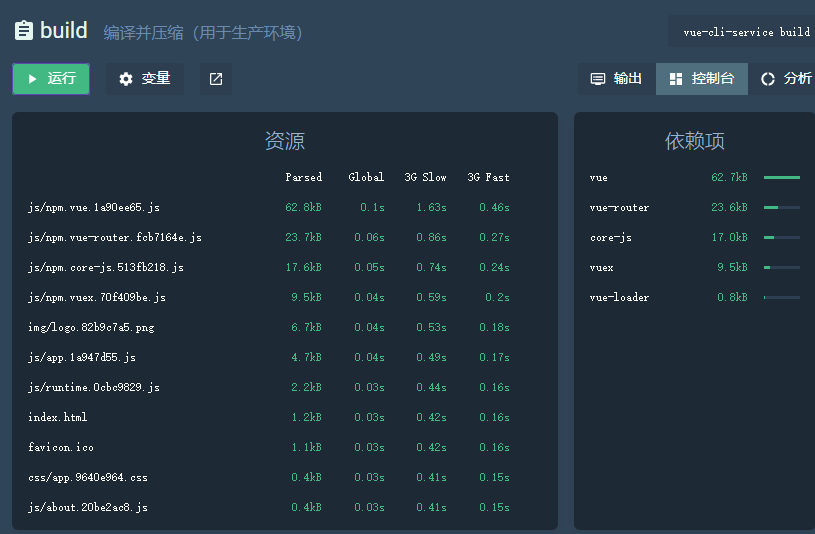 build 编译并压缩（用于生产环境） vue-cli-service build
运行 变量 输出 控制台 分析
资源
Parsed Global 3G Slow 3G Fast
js/npm.vue.1a90ee65.js 62.8kB 0.1s 1.63s 0.46s
js/npm.vue-router.fcb7164e.js 23.7kB 0.06s 0.86s 0.27s
js/npm.core-js.513fb218.js 17.6kB 0.05s 0.74s 0.24s
js/npm.vuex.70f409be.js 9.5kB 0.04s 0.59s 0.2s
img/logo.82b9c7a5.png 6.7kB 0.04s 0.53s 0.18s
js/app.1a947d55.js 4.7kB 0.04s 0.49s 0.17s
js/runtime.0cbc9829.js 2.2kB 0.03s 0.44s 0.16s
index.html 1.2kB 0.03s 0.42s 0.16s
favicon.ico 1.1kB 0.03s 0.42s 0.16s
css/app.9640e964.css 0.4kB 0.03s 0.41s 0.15s
js/about.20be2ac8.js 0.4kB 0.03s 0.41s 0.15s
依赖项
vue 62.7kB
vue-router 23.6kB
core-js 17.0kB
vuex 9.5kB
vue-loader 0.8kB